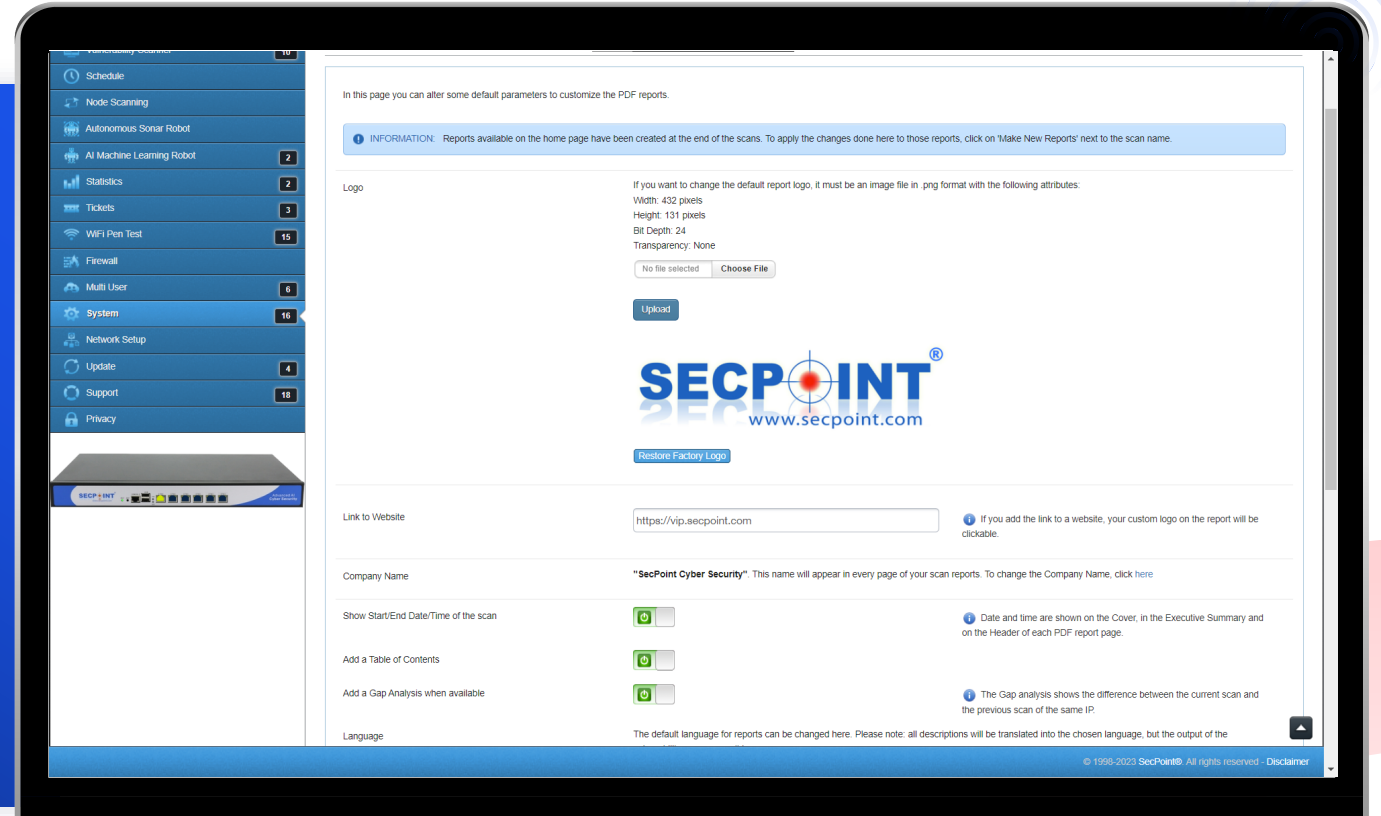 Vulnerability Scanner 10
Schedule
Node Scanning
Autonomous Sonar Robot
AI Machine Learning Robot 2
Statistics 2
Tickets 3
WiFi Pen Test 15
Firewall
Multi User 6
System 16
Network Setup
Update 4
Support 18
Privacy
SECPOINT
Advanced IT
Cyber Security
In this page you can alter some default parameters to customize the PDF reports.
INFORMATION: Reports available on the home page have been created at the end of the scans. To apply the changes done here to those reports, click on 'Make New Reports' next to the scan name.
Logo
If you want to change the default report logo, it must be an image file in .png format with the following attributes:
Width: 432 pixels
Height: 131 pixels
Bit Depth: 24
Transparency: None
No file selected Choose File
Upload
SECPOINT®
www.secpoint.com
Restore Factory Logo
Link to Website
https://vip.secpoint.com
If you add the link to a website, your custom logo on the report will be
clickable.
Company Name
"SecPoint Cyber Security". This name will appear in every page of your scan reports. To change the Company Name, click here
Show Start/End Date/Time of the scan
Date and time are shown on the Cover, in the Executive Summary and
on the Header of each PDF report page.
Add a Table of Contents
Add a Gap Analysis when available
The Gap analysis shows the difference between the current scan and
the previous scan of the same IP.
Language
The default language for reports can be changed here. Please note: all descriptions will be translated into the chosen language, but the output of the
© 1998-2023 SecPoint®. All rights reserved - Disclaimer